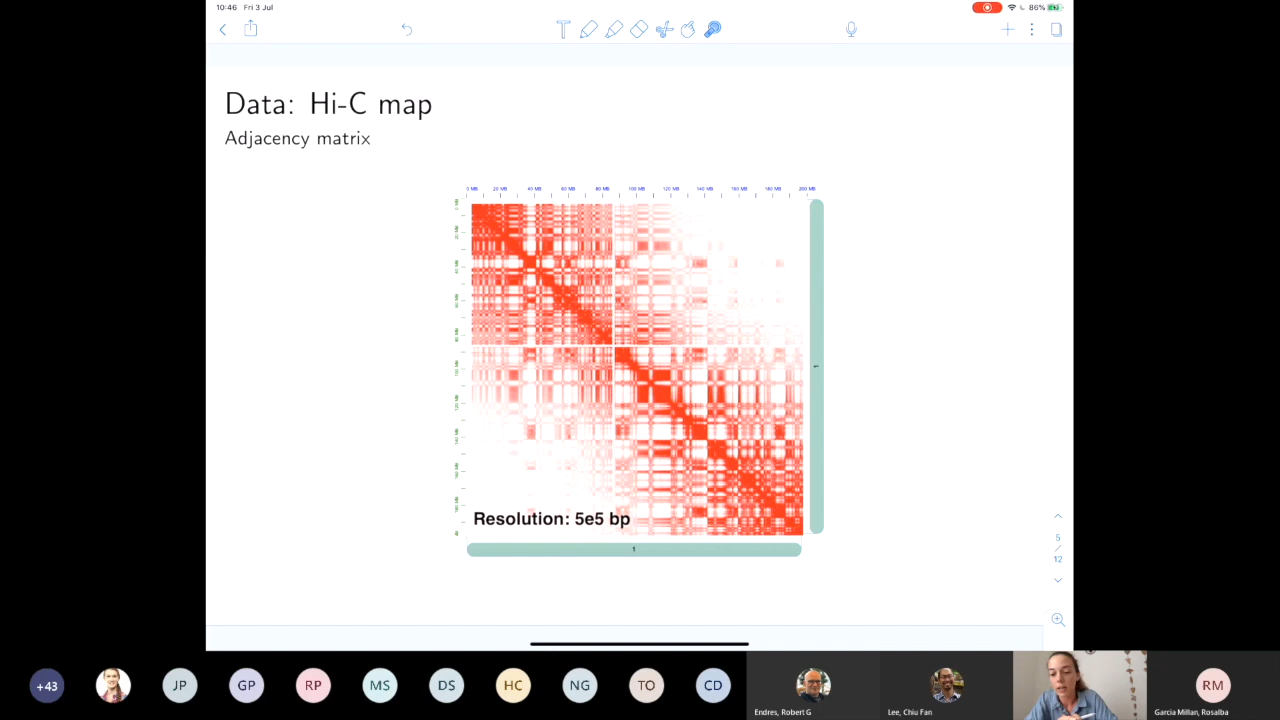 10:46 Fri 3 Jul
86%
T
Data: Hi-C map
Adjacency matrix
0 MB 20 MB 40 MB 60 MB 80 MB 100 MB 120 MB 140 MB 160 MB 180 MB 200 MB
1
Resolution: 5e5 bp
1
5
/
12
+43
JP
GP
RP
MS
DS
HC
NG
TO
CD
RM
Endres, Robert G
Lee, Chiu Fan
Garcia Millan, Rosalba